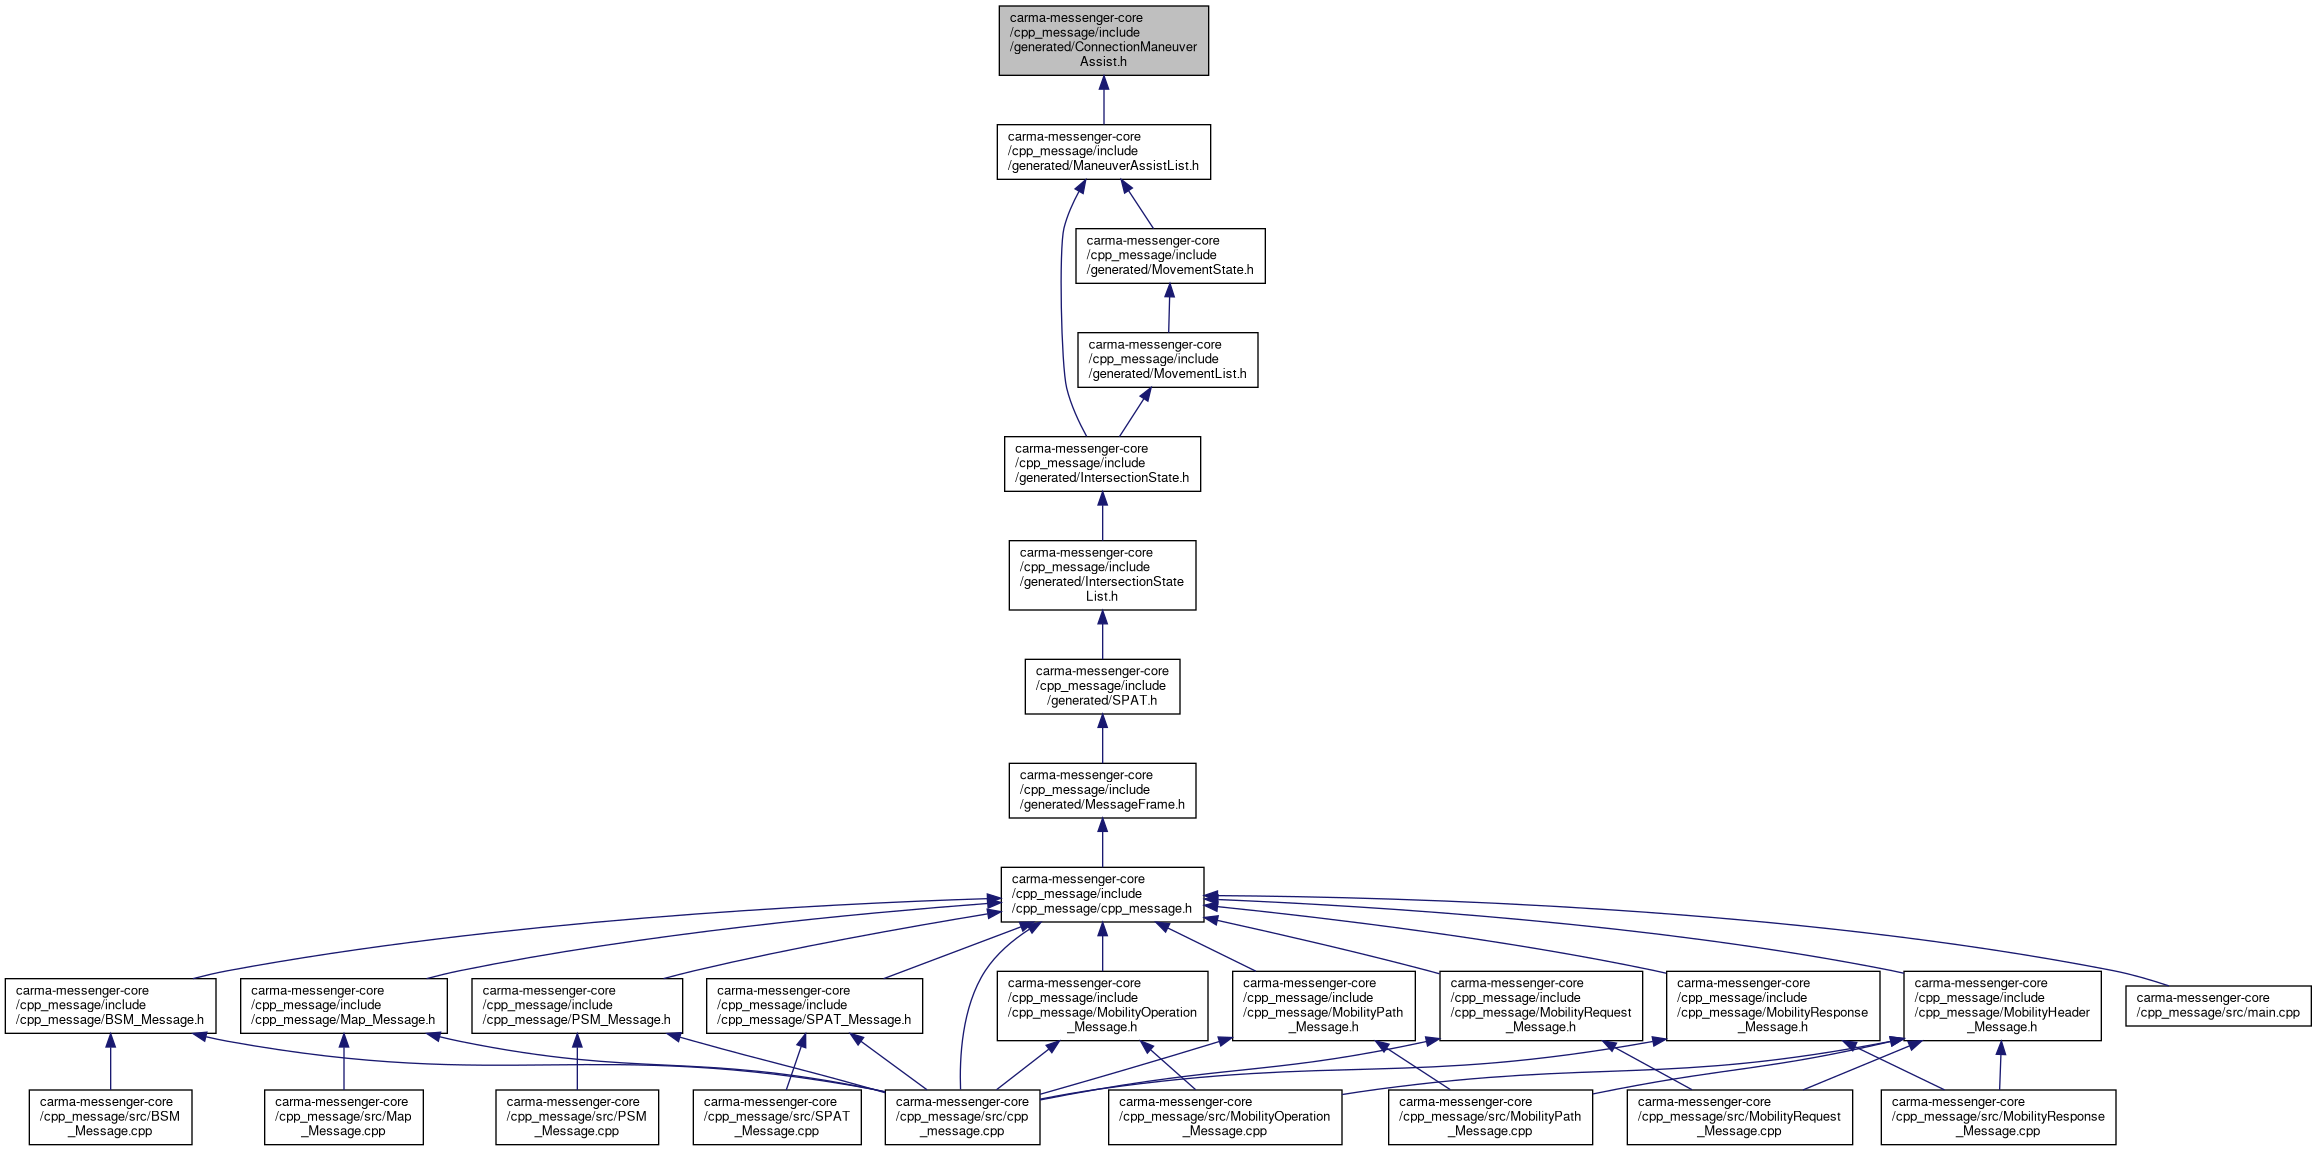 carma-messenger-core
/cpp_message/include
/generated/ConnectionManeuver
Assist.h
carma-messenger-core
/cpp_message/include
/generated/ManeuverAssistList.h
carma-messenger-core
/cpp_message/include
/generated/MovementState.h
carma-messenger-core
/cpp_message/include
/generated/MovementList.h
carma-messenger-core
/cpp_message/include
/generated/IntersectionState.h
carma-messenger-core
/cpp_message/include
/generated/IntersectionState
List.h
carma-messenger-core
/cpp_message/include
/generated/SPAT.h
carma-messenger-core
/cpp_message/include
/generated/MessageFrame.h
carma-messenger-core
/cpp_message/include
/cpp_message/cpp_message.h
carma-messenger-core
/cpp_message/include
/cpp_message/BSM_Message.h
carma-messenger-core
/cpp_message/include
/cpp_message/Map_Message.h
carma-messenger-core
/cpp_message/include
/cpp_message/PSM_Message.h
carma-messenger-core
/cpp_message/include
/cpp_message/SPAT_Message.h
carma-messenger-core
/cpp_message/include
/cpp_message/MobilityOperation
_Message.h
carma-messenger-core
/cpp_message/include
/cpp_message/MobilityPath
_Message.h
carma-messenger-core
/cpp_message/include
/cpp_message/MobilityRequest
_Message.h
carma-messenger-core
/cpp_message/include
/cpp_message/MobilityResponse
_Message.h
carma-messenger-core
/cpp_message/include
/cpp_message/MobilityHeader
_Message.h
carma-messenger-core
/cpp_message/src/main.cpp
carma-messenger-core
/cpp_message/src/BSM
_Message.cpp
carma-messenger-core
/cpp_message/src/Map
_Message.cpp
carma-messenger-core
/cpp_message/src/PSM
_Message.cpp
carma-messenger-core
/cpp_message/src/SPAT
_Message.cpp
carma-messenger-core
/cpp_message/src/cpp
_message.cpp
carma-messenger-core
/cpp_message/src/MobilityOperation
_Message.cpp
carma-messenger-core
/cpp_message/src/MobilityPath
_Message.cpp
carma-messenger-core
/cpp_message/src/MobilityRequest
_Message.cpp
carma-messenger-core
/cpp_message/src/MobilityResponse
_Message.cpp